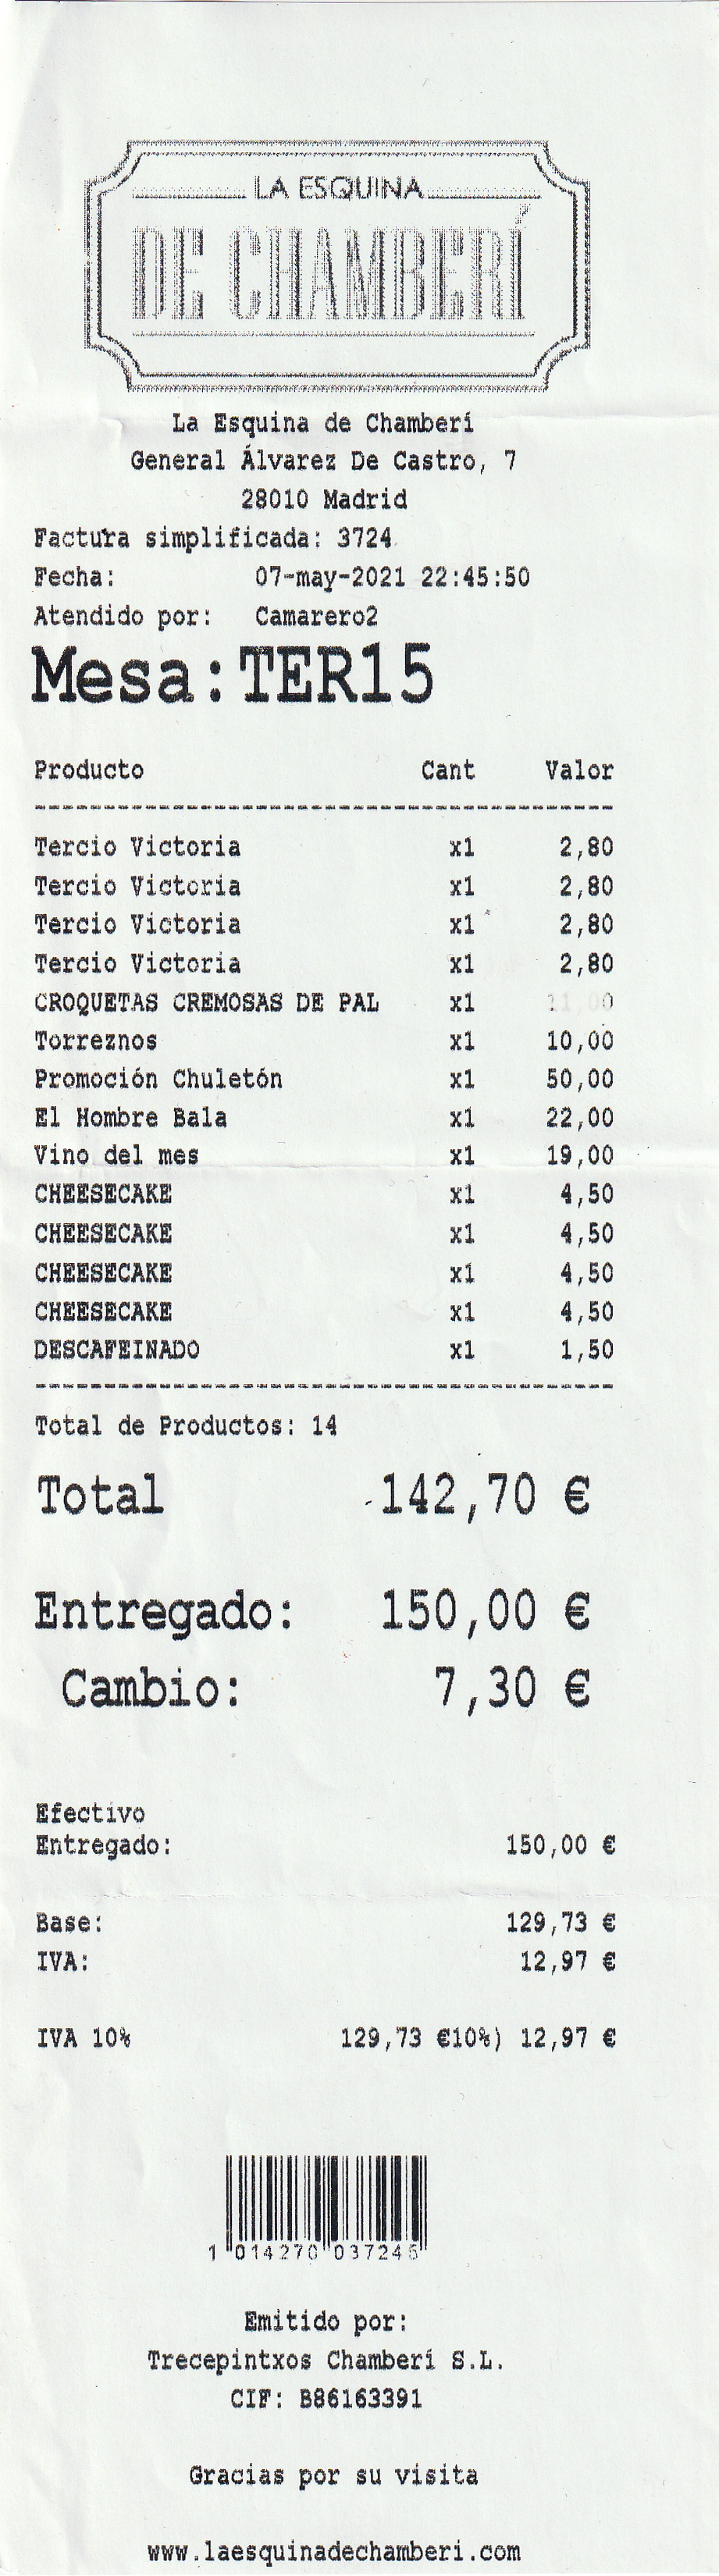 LA ESQUINA
DE CHAMBERÍ
La Esquina de Chamberí
General Álvarez De Castro, 7
28010 Madrid
Factura simplificada: 3724
Fecha: 07-may-2021 22:45:50
Atendido por: Camarero2
Mesa:TER15
Producto Cant Valor
Tercio Victoria x1 2,80
Tercio Victoria x1 2,80
Tercio Victoria x1 2,80
Tercio Victoria x1 2,80
CROQUETAS CREMOSAS DE PAL x1 11,00
Torreznos x1 10,00
Promoción Chuletón x1 50,00
El Hombre Bala x1 22,00
Vino del mes x1 19,00
CHEESECAKE x1 4,50
CHEESECAKE x1 4,50
CHEESECAKE x1 4,50
CHEESECAKE x1 4,50
DESCAFEINADO x1 1,50
Total de Productos: 14
Total 142,70 €
Entregado: 150,00 €
Cambio: 7,30 €
Efectivo
Entregado: 150,00 €
Base: 129,73 €
IVA: 12,97 €
IVA 10% 129,73 €10%) 12,97 €
1 014270 037245
Emitido por:
Trecepintxos Chamberí S.L.
CIF: B86163391
Gracias por su visita
www.laesquinadechamberi.com